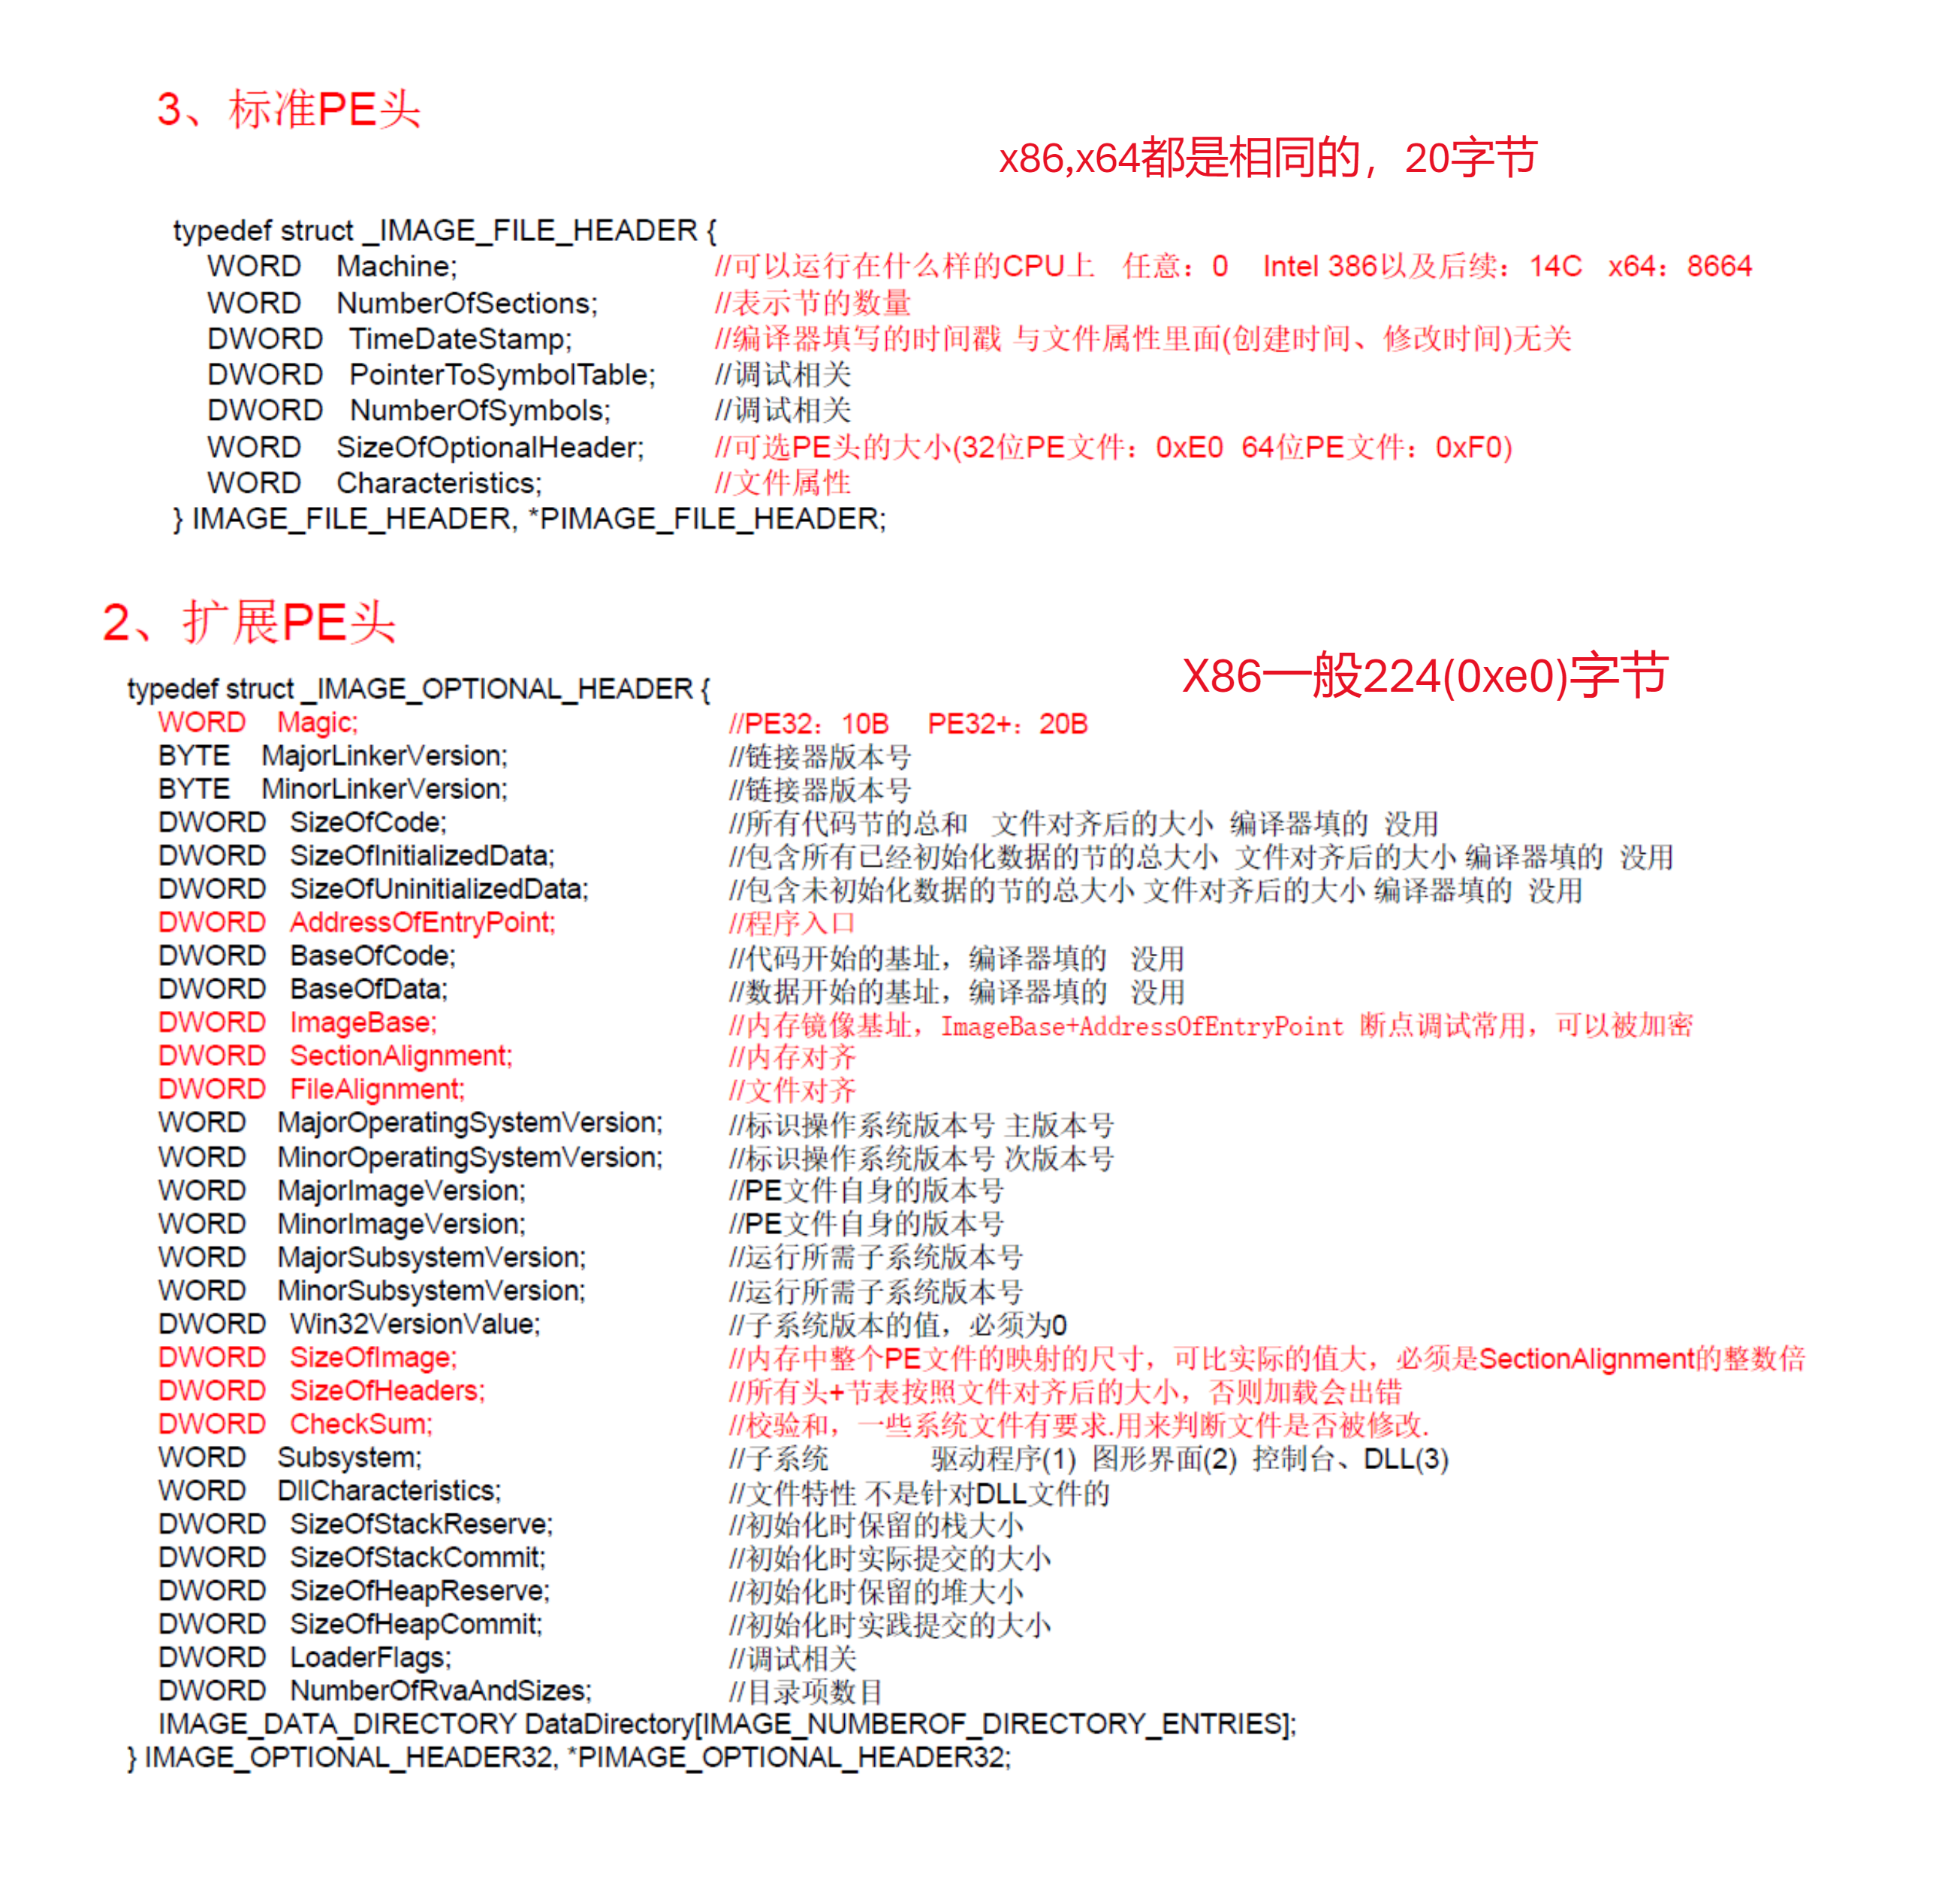 3、标准PE头
x86,x64都是相同的，20字节
typedef struct _IMAGE_FILE_HEADER {
WORD Machine; //可以运行在什么样的CPU上 任意：0 Intel 386以及后续：14C x64：8664
WORD NumberOfSections; //表示节的数量
DWORD TimeDateStamp; //编译器填写的时间戳 与文件属性里面(创建时间、修改时间)无关
DWORD PointerToSymbolTable; //调试相关
DWORD NumberOfSymbols; //调试相关
WORD SizeOfOptionalHeader; //可选PE头的大小(32位PE文件：0xE0 64位PE文件：0xF0)
WORD Characteristics; //文件属性
} IMAGE_FILE_HEADER, *PIMAGE_FILE_HEADER;
2、扩展PE头
X86一般224(0xe0)字节
typedef struct _IMAGE_OPTIONAL_HEADER {
WORD Magic; //PE32：10B PE32+：20B
BYTE MajorLinkerVersion; //链接器版本号
BYTE MinorLinkerVersion; //链接器版本号
DWORD SizeOfCode; //所有代码节的总和 文件对齐后的大小 编译器填的 没用
DWORD SizeOfInitializedData; //包含所有已经初始化数据的节的总大小 文件对齐后的大小 编译器填的 没用
DWORD SizeOfUninitializedData; //包含未初始化数据的节的总大小 文件对齐后的大小 编译器填的 没用
DWORD AddressOfEntryPoint; //程序入口
DWORD BaseOfCode; //代码开始的基址，编译器填的 没用
DWORD BaseOfData; //数据开始的基址，编译器填的 没用
DWORD ImageBase; //内存镜像基址，ImageBase+AddressOfEntryPoint 断点调试常用，可以被加密
DWORD SectionAlignment; //内存对齐
DWORD FileAlignment; //文件对齐
WORD MajorOperatingSystemVersion; //标识操作系统版本号 主版本号
WORD MinorOperatingSystemVersion; //标识操作系统版本号 次版本号
WORD MajorImageVersion; //PE文件自身的版本号
WORD MinorImageVersion; //PE文件自身的版本号
WORD MajorSubsystemVersion; //运行所需子系统版本号
WORD MinorSubsystemVersion; //运行所需子系统版本号
DWORD Win32VersionValue; //子系统版本的值，必须为0
DWORD SizeOfImage; //内存中整个PE文件的映射的尺寸，可比实际的值大，必须是SectionAlignment的整数倍
DWORD SizeOfHeaders; //所有头+节表按照文件对齐后的大小，否则加载会出错
DWORD CheckSum; //校验和，一些系统文件有要求.用来判断文件是否被修改.
WORD Subsystem; //子系统 驱动程序(1) 图形界面(2) 控制台、DLL(3)
WORD DllCharacteristics; //文件特性 不是针对DLL文件的
DWORD SizeOfStackReserve; //初始化时保留的栈大小
DWORD SizeOfStackCommit; //初始化时实际提交的大小
DWORD SizeOfHeapReserve; //初始化时保留的堆大小
DWORD SizeOfHeapCommit; //初始化时实践提交的大小
DWORD LoaderFlags; //调试相关
DWORD NumberOfRvaAndSizes; //目录项数目
IMAGE_DATA_DIRECTORY DataDirectory[IMAGE_NUMBEROF_DIRECTORY_ENTRIES];
} IMAGE_OPTIONAL_HEADER32, *PIMAGE_OPTIONAL_HEADER32;